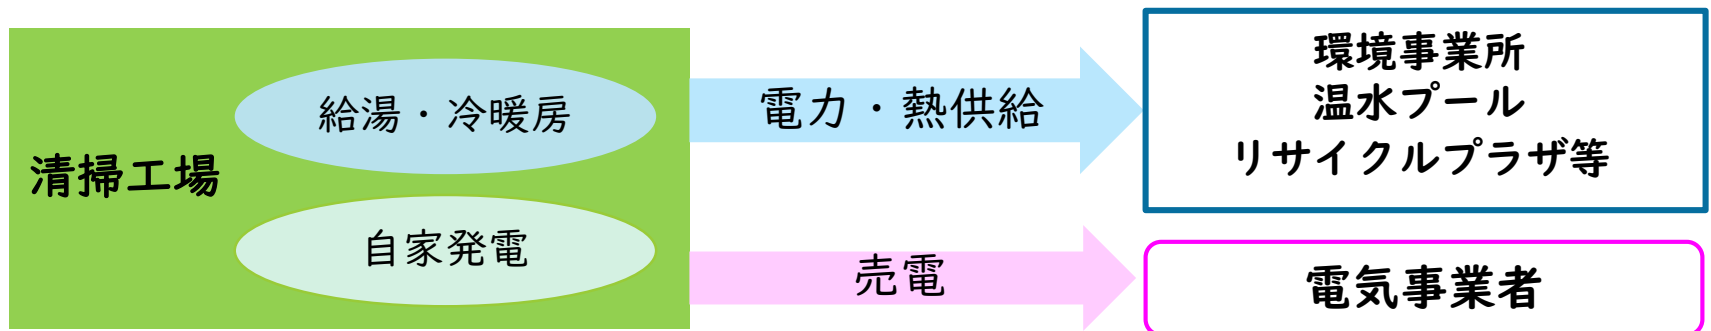 清掃工場
給湯・冷暖房
自家発電
電力・熱供給
売電
環境事業所
温水プール
リサイクルプラザ等
電気事業者